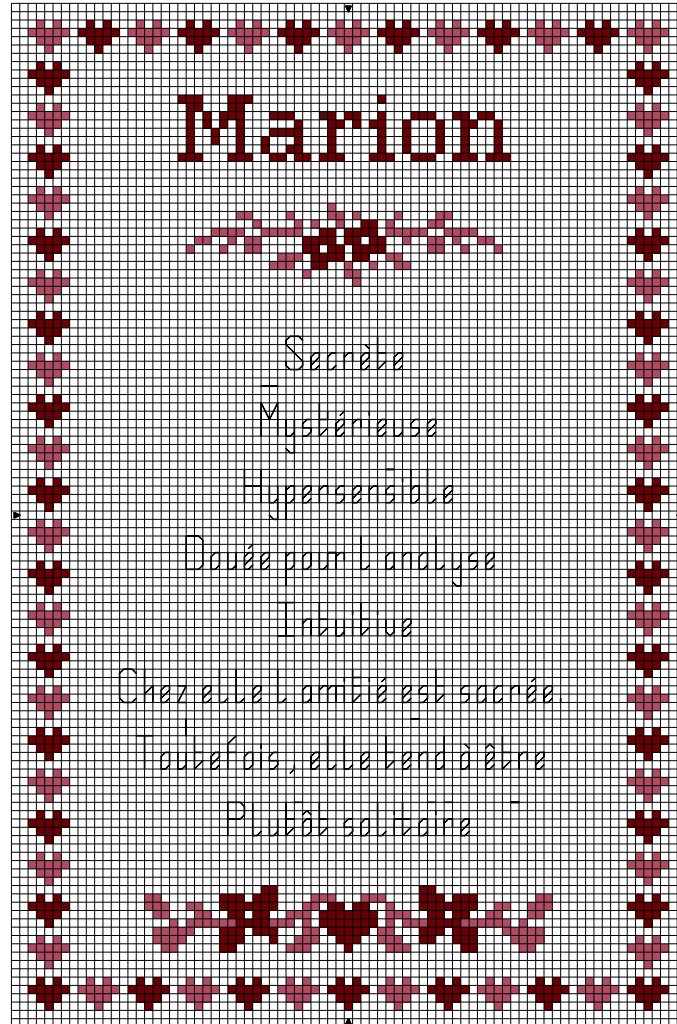 Marion
Secrète
Mystérieuse
Hypersensible
Douée pour l'analyse
Intuitive
Chez elle l'amitié est sacrée.
Toutefois, elle tend à être
Plutôt solitaire